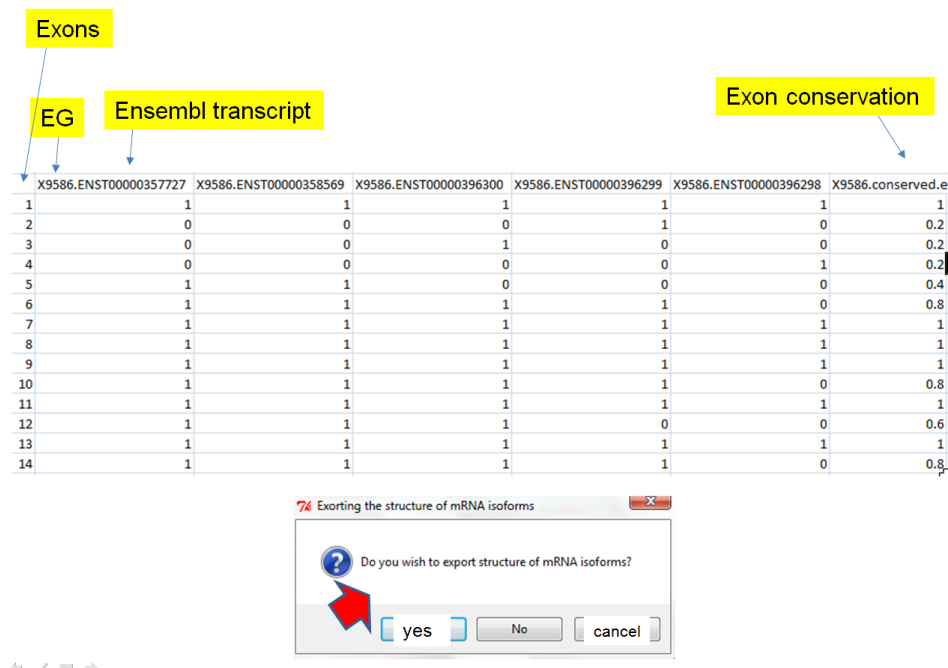 Exons
EG
Ensembl transcript
Exon conservation
X9586.ENST00000357727 X9586.ENST00000358569 X9586.ENST00000396300 X9586.ENST00000396299 X9586.ENST00000396298 X9586.conserved.e
1 1 1 1 1 1 1
2 0 0 0 1 0 0.2
3 0 0 1 0 0 0.2
4 0 0 0 0 1 0.2
5 1 1 0 0 0 0.4
6 1 1 1 1 0 0.8
7 1 1 1 1 1 1
8 1 1 1 1 1 1
9 1 1 1 1 1 1
10 1 1 1 1 0 0.8
11 1 1 1 1 1 1
12 1 1 1 0 0 0.6
13 1 1 1 1 1 1
14 1 1 1 1 0 0.8
Exorting the structure of mRNA isoforms
Do you wish to export structure of mRNA isoforms?
yes No cancel